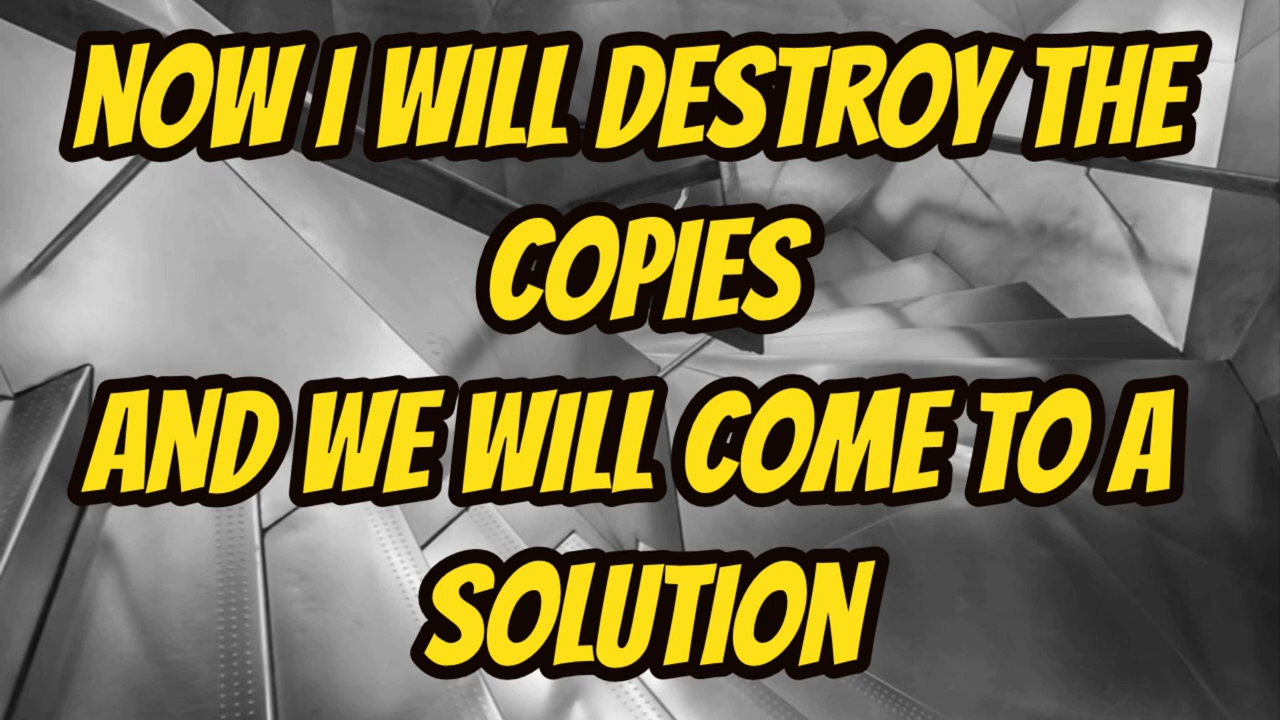 NOW I WILL DESTROY THE
COPIES
AND WE WILL COME TO A
SOLUTION